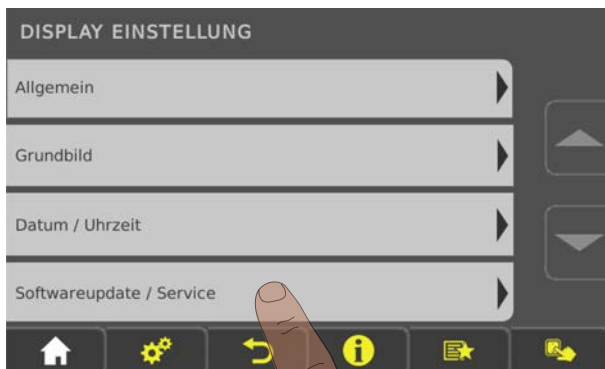 DISPLAY EINSTELLUNG
Allgemein
Grundbild
Datum / Uhrzeit
Softwareupdate / Service